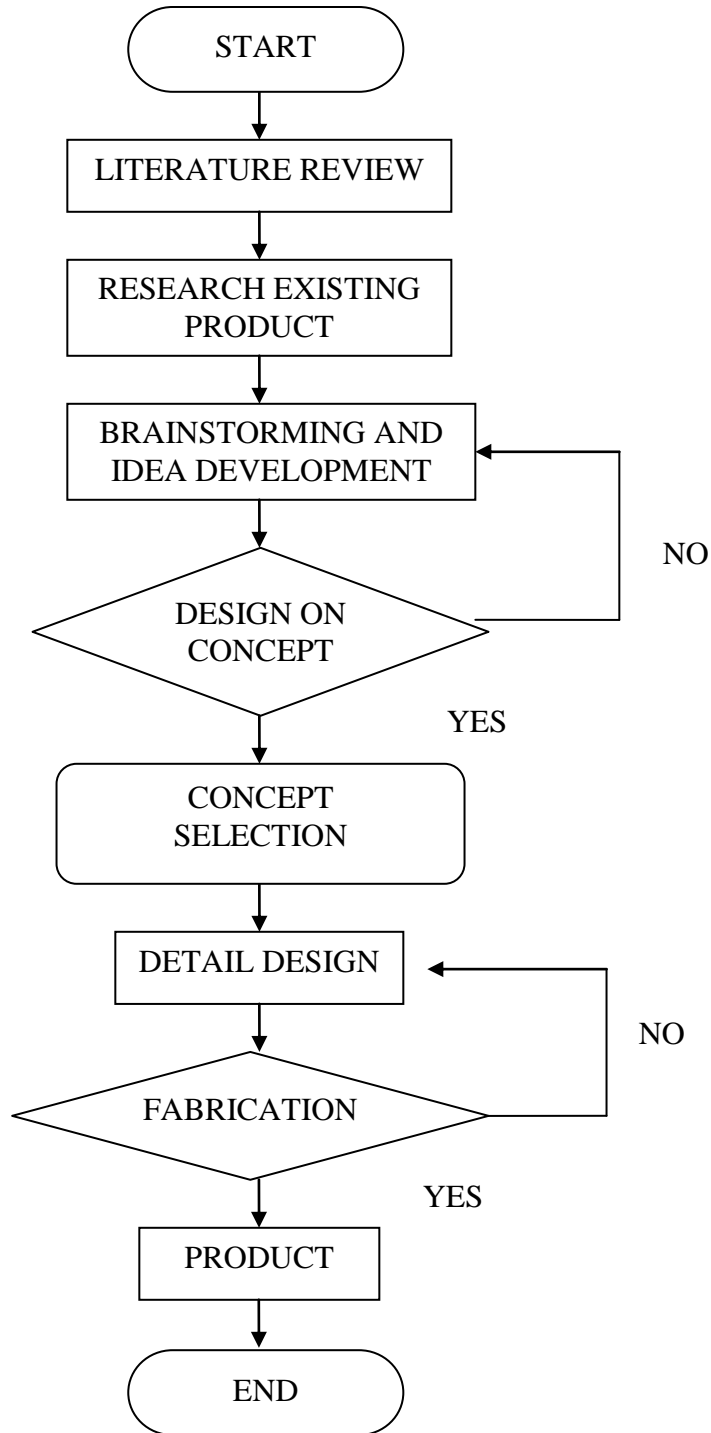 START
LITERATURE REVIEW
RESEARCH EXISTING
PRODUCT
BRAINSTORMING AND
IDEA DEVELOPMENT
NO
DESIGN ON
CONCEPT
YES
CONCEPT
SELECTION
DETAIL DESIGN
NO
FABRICATION
YES
PRODUCT
END